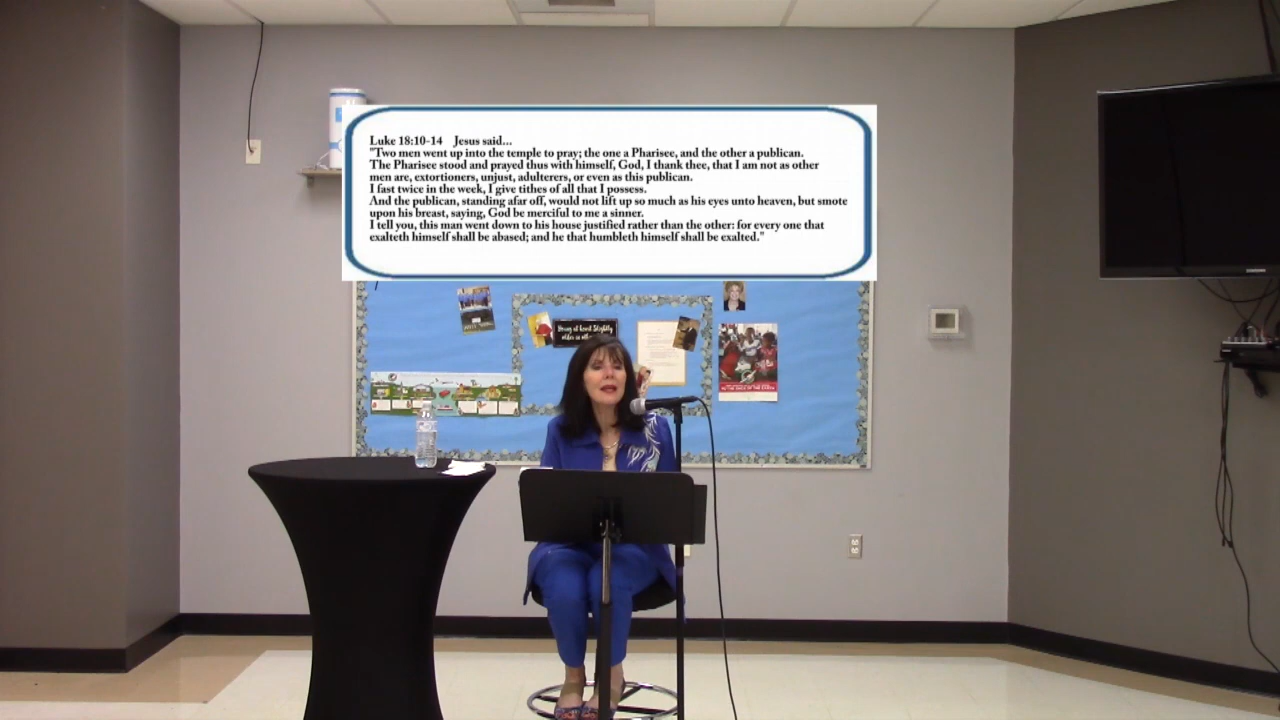 Luke 18:10-14 Jesus said...
"Two men went up into the temple to pray; the one a Pharisee, and the other a publican.
The Pharisee stood and prayed thus with himself, God, I thank thee, that I am not as other
men are, extortioners, unjust, adulterers, or even as this publican.
I fast twice in the week, I give tithes of all that I possess.
And the publican, standing afar off, would not lift up so much as his eyes unto heaven, but smote
upon his breast, saying, God be merciful to me a sinner.
I tell you, this man went down to his house justified rather than the other: for every one that
exalteth himself shall be abased; and he that humbleth himself shall be exalted."
Young at heart Slightly
older in